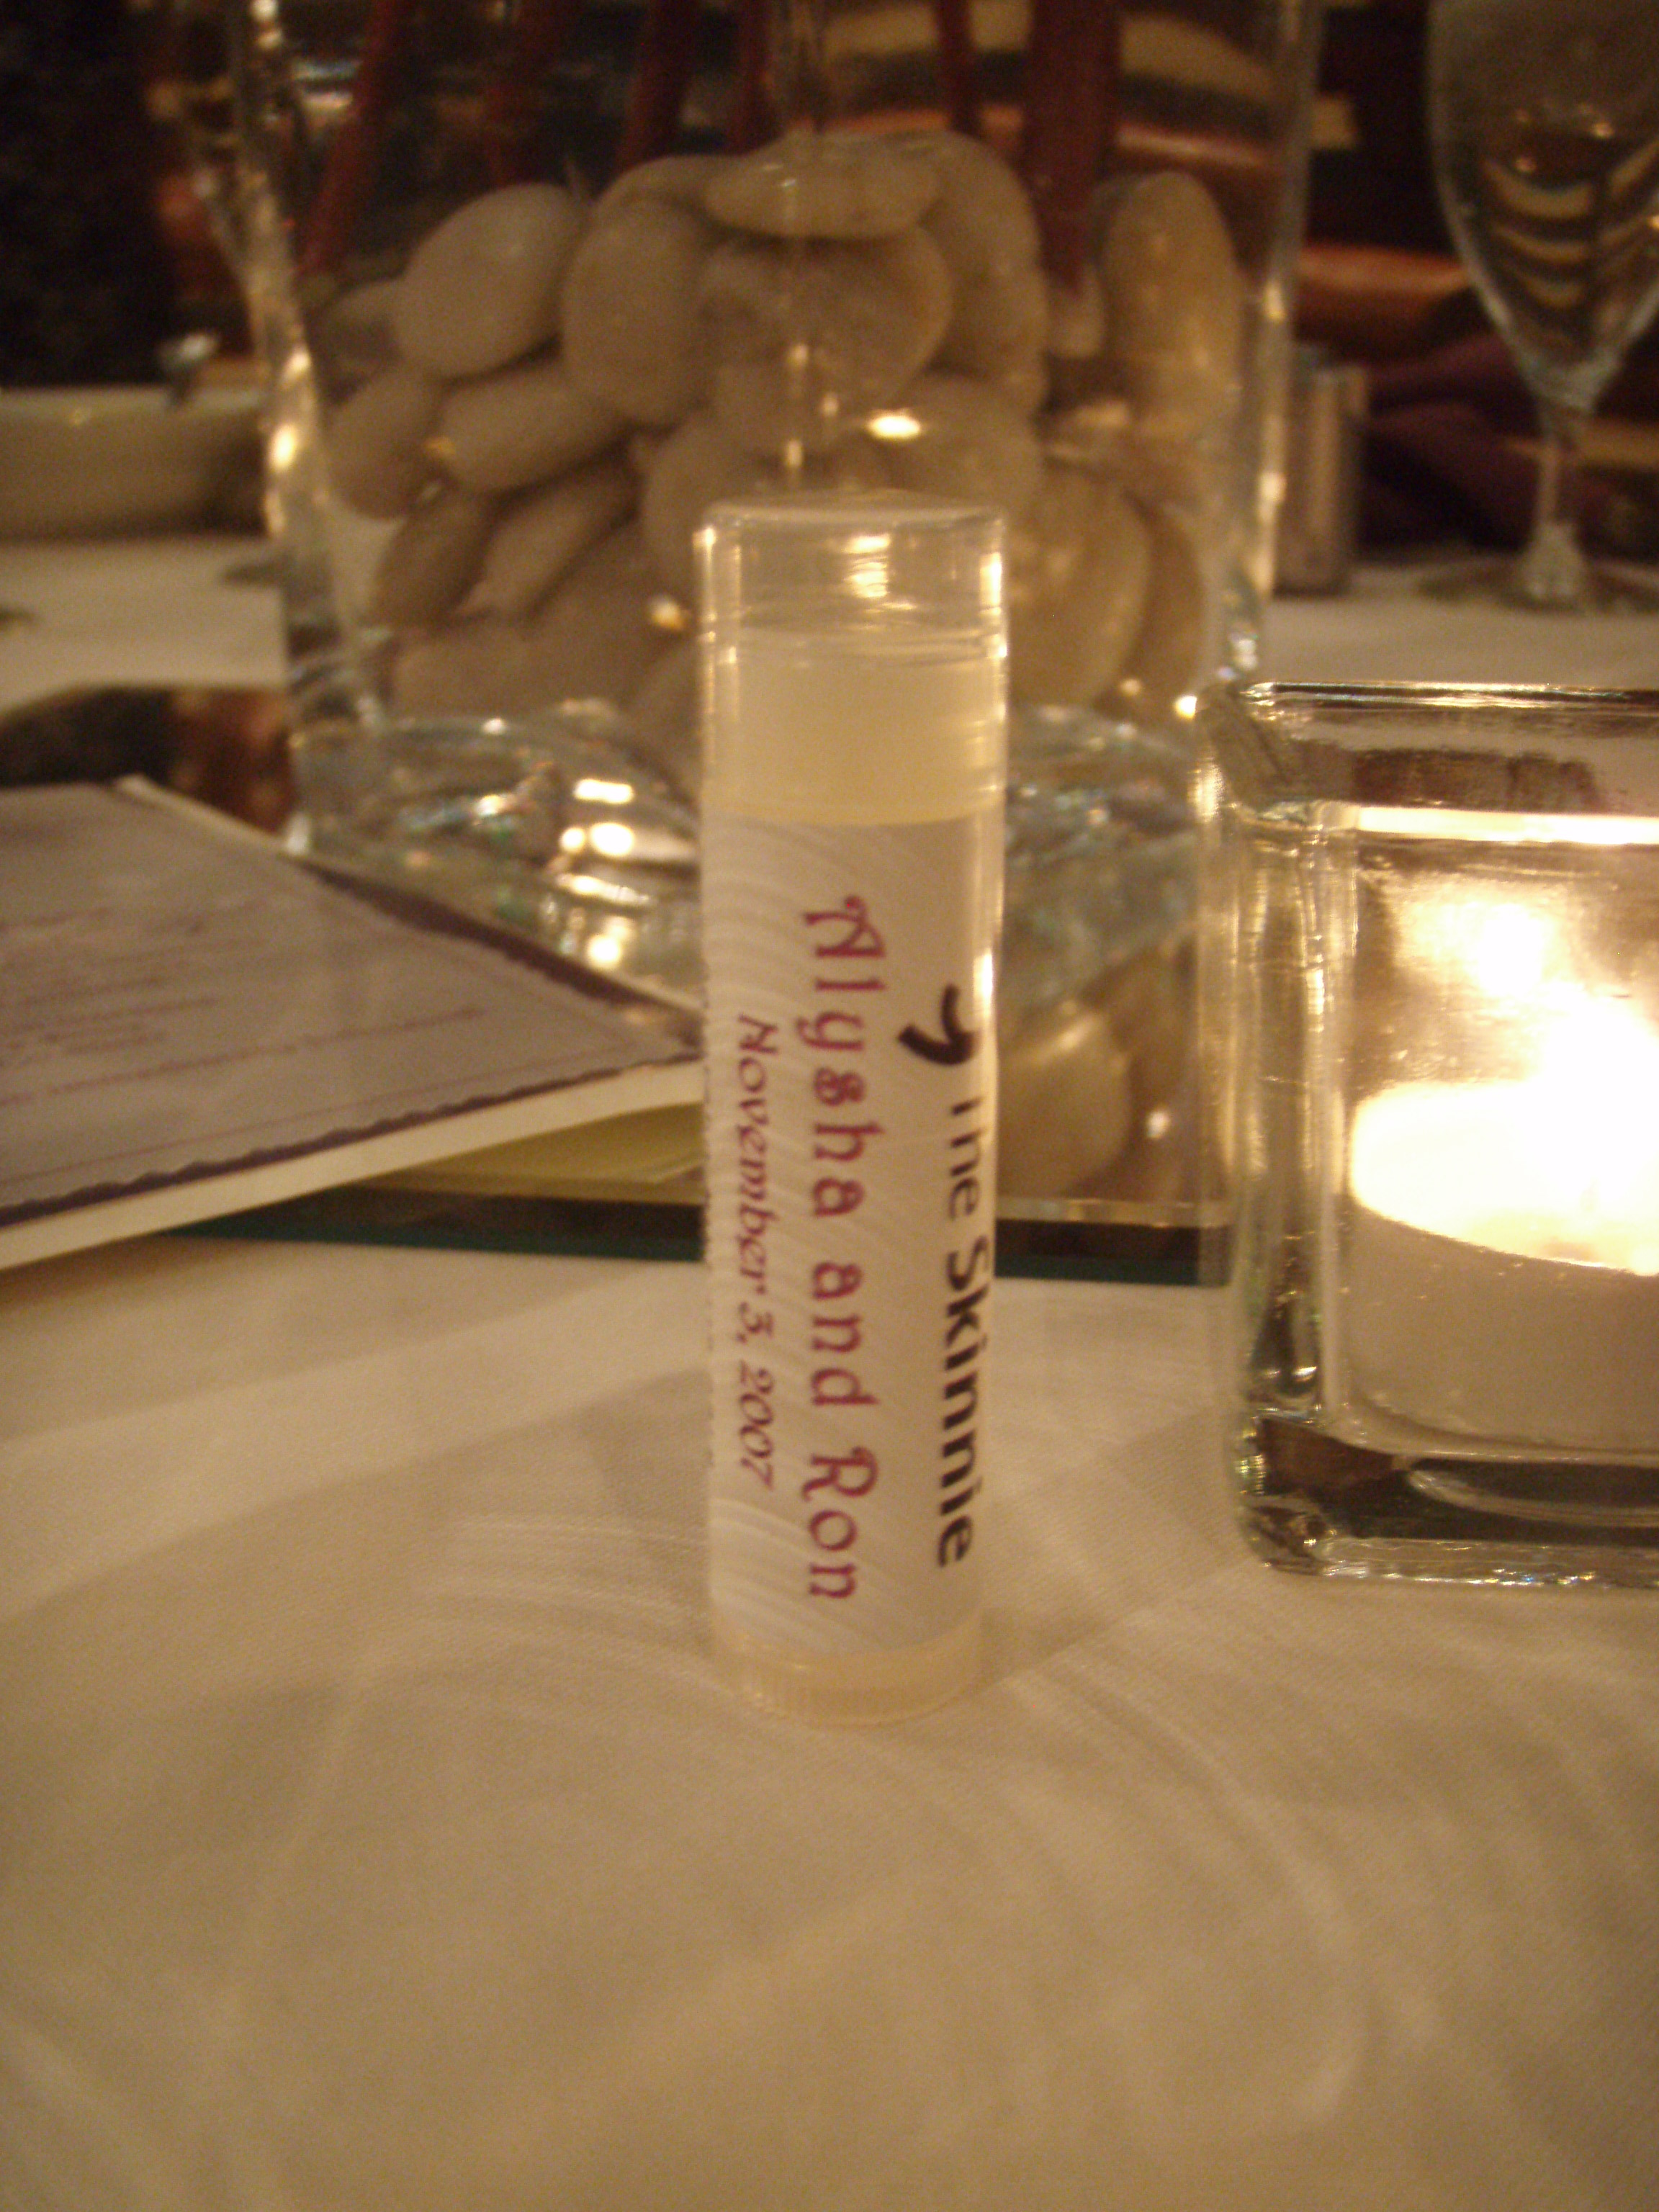 The Skinnie
Alysha and Ron
November 3, 2007